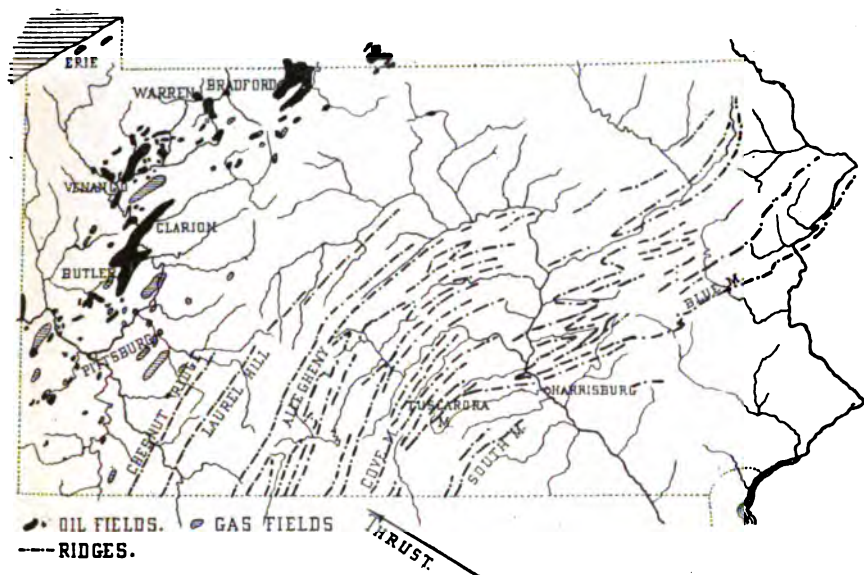 ERIE
WARREN
BRADFORD
VENANGO
CLARION
BUTLER
PITTSBURG
CHESNUT RIDGE
LAUREL HILL
ALLEGHENY
COVE M.
TUSCARORA
M.
SOUTH M.
HARRISBURG
BLUE M.
OIL FIELDS. GAS FIELDS
RIDGES.
THRUST.